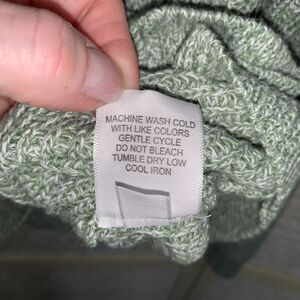 MACHINE WASH COLD
WITH LIKE COLORS
GENTLE CYCLE
DO NOT BLEACH
TUMBLE DRY LOW
COOL IRON